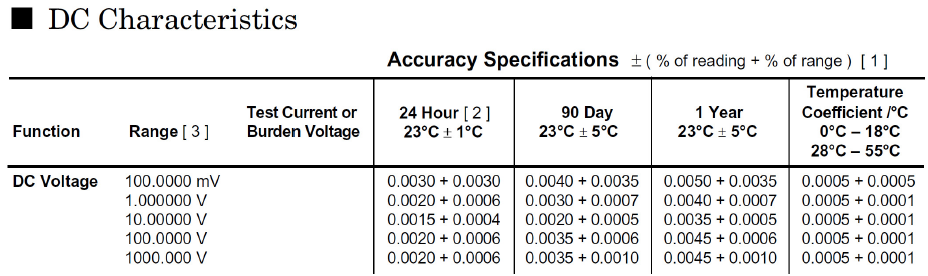 ■ DC Characteristics
Accuracy Specifications ± ( % of reading + % of range ) [ 1 ]
Function Range [ 3 ] Test Current or Burden Voltage 24 Hour [ 2 ] 23°C ± 1°C 90 Day 23°C ± 5°C 1 Year 23°C ± 5°C Temperature Coefficient /°C 0°C – 18°C 28°C – 55°C
DC Voltage 100.0000 mV 0.0030 + 0.0030 0.0040 + 0.0035 0.0050 + 0.0035 0.0005 + 0.0005
1.000000 V 0.0020 + 0.0006 0.0030 + 0.0007 0.0040 + 0.0007 0.0005 + 0.0001
10.00000 V 0.0015 + 0.0004 0.0020 + 0.0005 0.0035 + 0.0005 0.0005 + 0.0001
100.0000 V 0.0020 + 0.0006 0.0035 + 0.0006 0.0045 + 0.0006 0.0005 + 0.0001
1000.000 V 0.0020 + 0.0006 0.0035 + 0.0010 0.0045 + 0.0010 0.0005 + 0.0001